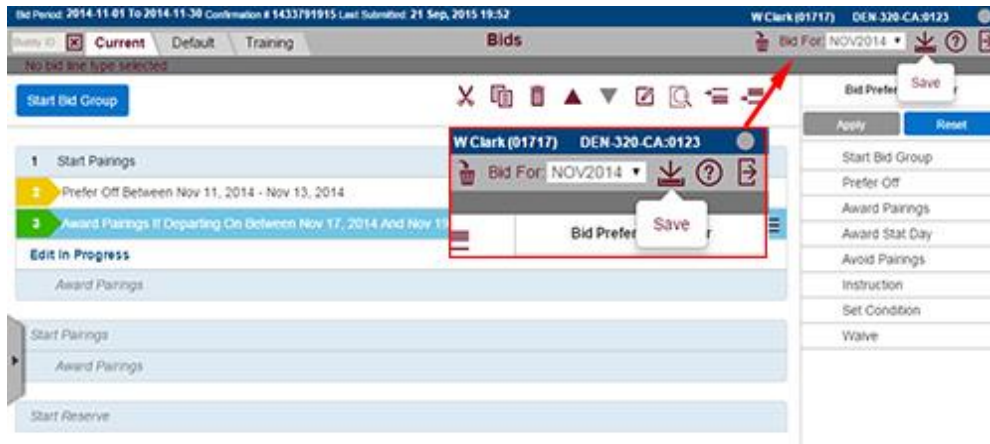 Bid Period: 2014-11-01 To 2014-11-30 Confirmation # 1433791915 Last Submitted: 21 Sep, 2015 19:52 W Clark (01717) DEN-320-CA:0123
Buddy ID Current Default Training Bids Bid For: NOV2014
No bid line type selected
Save
Start Bid Group
Bid Prefer r
Apply Reset
W Clark (01717) DEN-320-CA:0123
Bid For: NOV2014
Save
Bid Prefer r
1 Start Pairings
2 Prefer Off Between Nov 11, 2014 - Nov 13, 2014
3 Award Pairings If Departing On Between Nov 17, 2014 And Nov 19
Edit In Progress
Award Pairings
Start Pairings
Award Pairings
Start Reserve
Start Bid Group
Prefer Off
Award Pairings
Award Stat Day
Avoid Pairings
Instruction
Set Condition
Waive